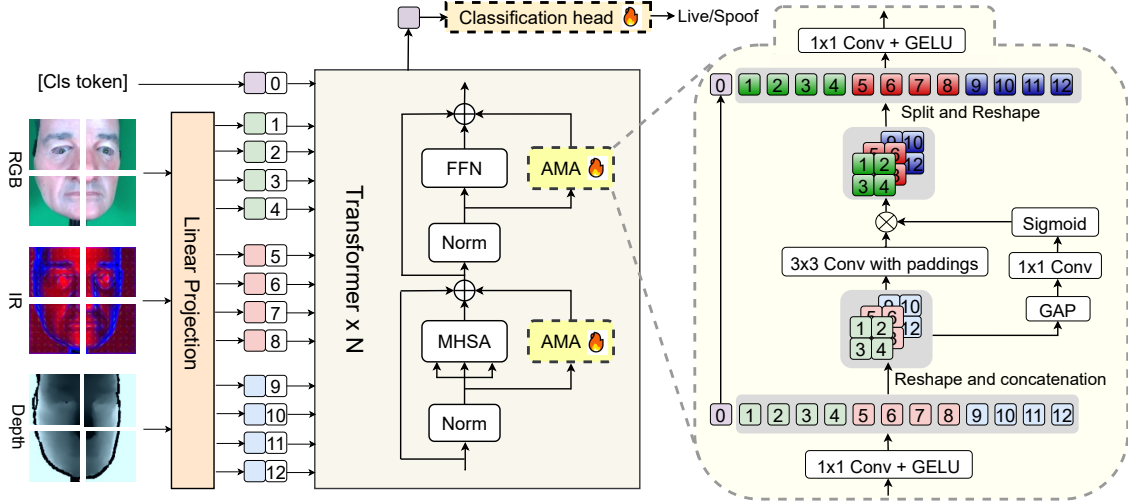 Classification head
Live/Spoof
[Cls token]
0
RGB
IR
Depth
Linear Projection
1
2
3
4
5
6
7
8
9
10
11
12
Transformer x N
FFN
AMA
Norm
MHSA
AMA
Norm
1x1 Conv + GELU
0 1 2 3 4 5 6 7 8 9 10 11 12
Split and Reshape
9 10
5 6
12
1 2
8
3 4
Sigmoid
3x3 Conv with paddings
1x1 Conv
GAP
9 10
5 6
12
1 2
8
3 4
Reshape and concatenation
0 1 2 3 4 5 6 7 8 9 10 11 12
1x1 Conv + GELU